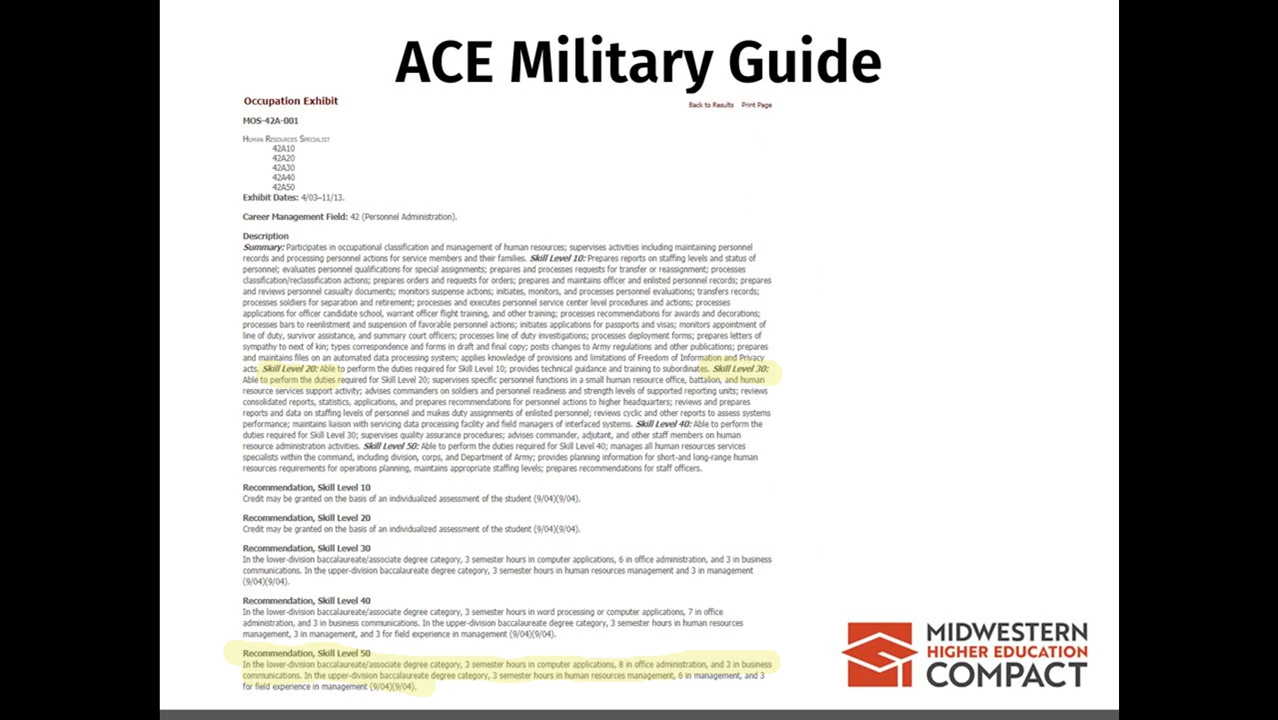 ACE Military Guide
Occupation Exhibit
Back to Results Print Page
MOS-42A-001
HUMAN RESOURCES SPECIALIST
42A10
42A20
42A30
42A40
42A50
Exhibit Dates: 4/03–11/13.
Career Management Field: 42 (Personnel Administration).
Description
Summary: Participates in occupational classification and management of human resources; supervises activities including maintaining personnel
records and processing personnel actions for service members and their families. Skill Level 10: Prepares reports on staffing levels and status of
personnel; evaluates personnel qualifications for special assignments; prepares and processes requests for transfer or reassignment; processes
classification/reclassification actions; prepares orders and requests for orders; prepares and maintains officer and enlisted personnel records; prepares
and reviews personnel casualty documents; monitors suspense actions; initiates, monitors, and processes personnel evaluations; transfers records;
processes soldiers for separation and retirement; processes and executes personnel service center level procedures and actions; processes
applications for officer candidate school, warrant officer flight training, and other training; processes recommendations for awards and decorations;
processes bars to reenlistment and suspension of favorable personnel actions; initiates applications for passports and visas; monitors appointment of
line of duty, survivor assistance, and summary court officers; processes line of duty investigations; processes deployment forms; prepares letters of
sympathy to next of kin; types correspondence and forms in draft and final copy; posts changes to Army regulations and other publications; prepares
and maintains files on an automated data processing system; applies knowledge of provisions and limitations of Freedom of Information and Privacy
acts. Skill Level 20: Able to perform the duties required for Skill Level 10; provides technical guidance and training to subordinates. Skill Level 30:
Able to perform the duties required for Skill Level 20; supervises specific personnel functions in a small human resource office, battalion, and human
resource services support activity; advises commanders on soldiers and personnel readiness and strength levels of supported reporting units; reviews
consolidated reports, statistics, applications, and prepares recommendations for personnel actions to higher headquarters; reviews and prepares
reports and data on staffing levels of personnel and makes duty assignments of enlisted personnel; reviews cyclic and other reports to assess systems
performance; maintains liaison with servicing data processing facility and field managers of interfaced systems. Skill Level 40: Able to perform the
duties required for Skill Level 30; supervises quality assurance procedures; advises commander, adjutant, and other staff members on human
resource administration activities. Skill Level 50: Able to perform the duties required for Skill Level 40; manages all human resources services
specialists within the command, including division, corps, and Department of Army; provides planning information for short-and long-range human
resources requirements for operations planning, maintains appropriate staffing levels; prepares recommendations for staff officers.
Recommendation, Skill Level 10
Credit may be granted on the basis of an individualized assessment of the student (9/04)(9/04).
Recommendation, Skill Level 20
Credit may be granted on the basis of an individualized assessment of the student (9/04)(9/04).
Recommendation, Skill Level 30
In the lower-division baccalaureate/associate degree category, 3 semester hours in computer applications, 6 in office administration, and 3 in business
communications. In the upper-division baccalaureate degree category, 3 semester hours in human resources management and 3 in management
(9/04)(9/04).
Recommendation, Skill Level 40
In the lower-division baccalaureate/associate degree category, 3 semester hours in word processing or computer applications, 7 in office
administration, and 3 in business communications. In the upper-division baccalaureate degree category, 3 semester hours in human resources
management, 3 in management, and 3 for field experience in management (9/04)(9/04).
Recommendation, Skill Level 50
In the lower-division baccalaureate/associate degree category, 3 semester hours in computer applications, 8 in office administration, and 3 in business
communications. In the upper-division baccalaureate degree category, 3 semester hours in human resources management, 6 in management, and 3
for field experience in management (9/04)(9/04).
MIDWESTERN
HIGHER EDUCATION
COMPACT